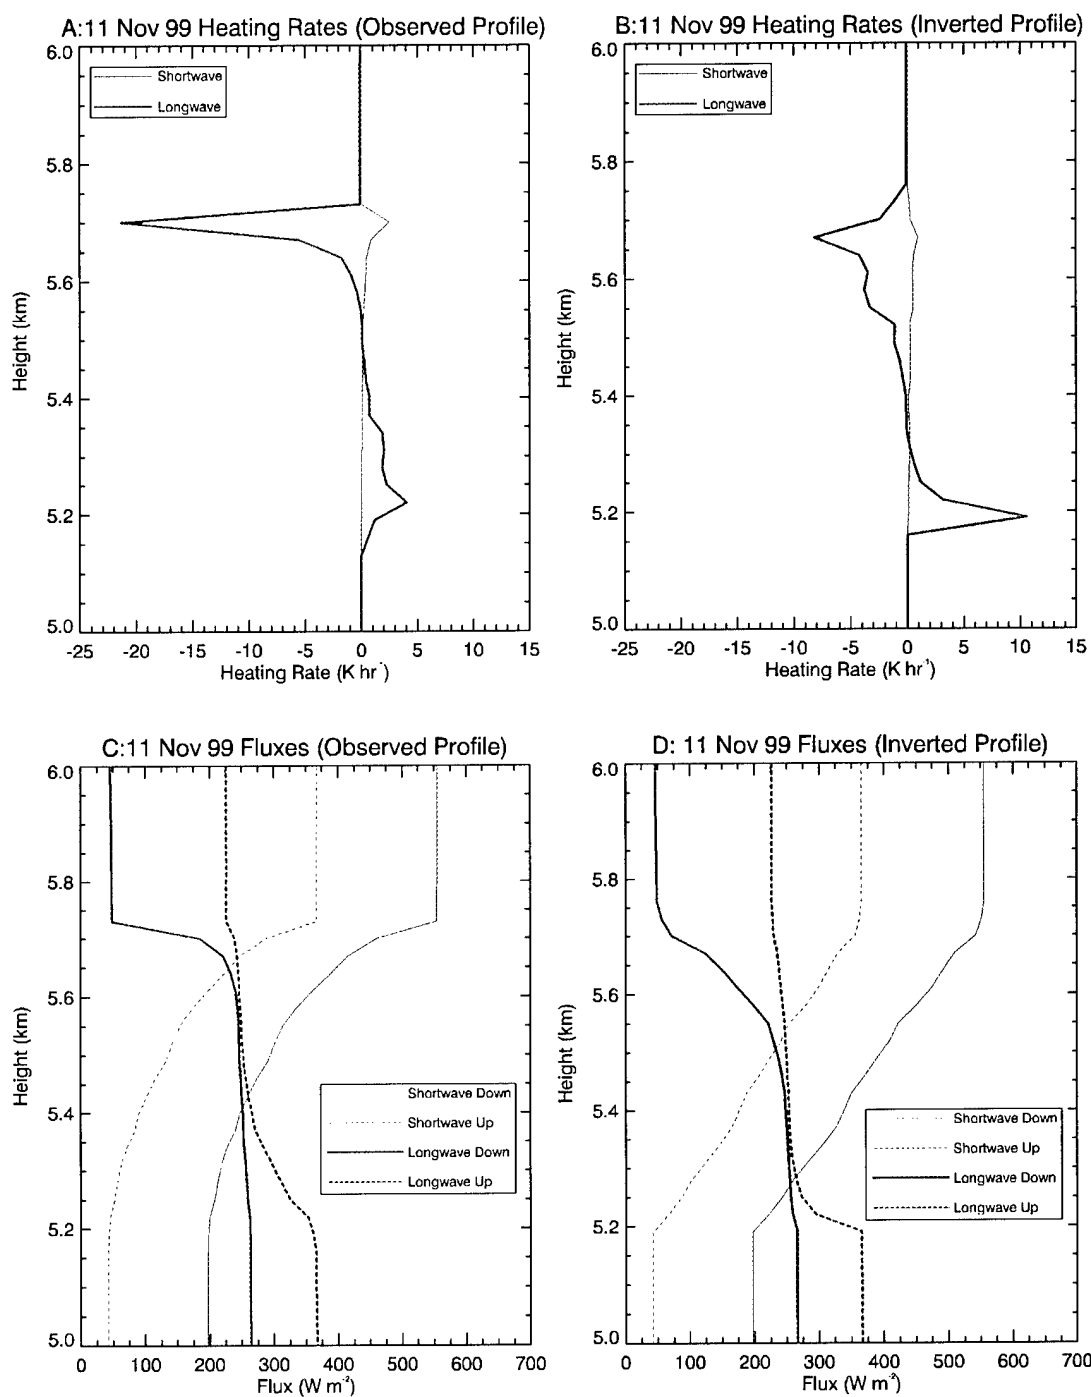 A:11 Nov 99 Heating Rates (Observed Profile)
6.0
Shortwave
Longwave
5.8
5.6
5.4
5.2
5.0
Height (km)
-25 -20 -15 -10 -5 0 5 10 15
Heating Rate (K hr⁻¹)
B:11 Nov 99 Heating Rates (Inverted Profile)
6.0
Shortwave
Longwave
5.8
5.6
5.4
5.2
5.0
Height (km)
-25 -20 -15 -10 -5 0 5 10 15
Heating Rate (K hr⁻¹)
C:11 Nov 99 Fluxes (Observed Profile)
6.0
5.8
5.6
5.4
5.2
5.0
Height (km)
Shortwave Down
Shortwave Up
Longwave Down
Longwave Up
0 100 200 300 400 500 600 700
Flux (W m⁻²)
D: 11 Nov 99 Fluxes (Inverted Profile)
6.0
5.8
5.6
5.4
5.2
5.0
Height (km)
Shortwave Down
Shortwave Up
Longwave Down
Longwave Up
0 100 200 300 400 500 600 700
Flux (W m⁻²)